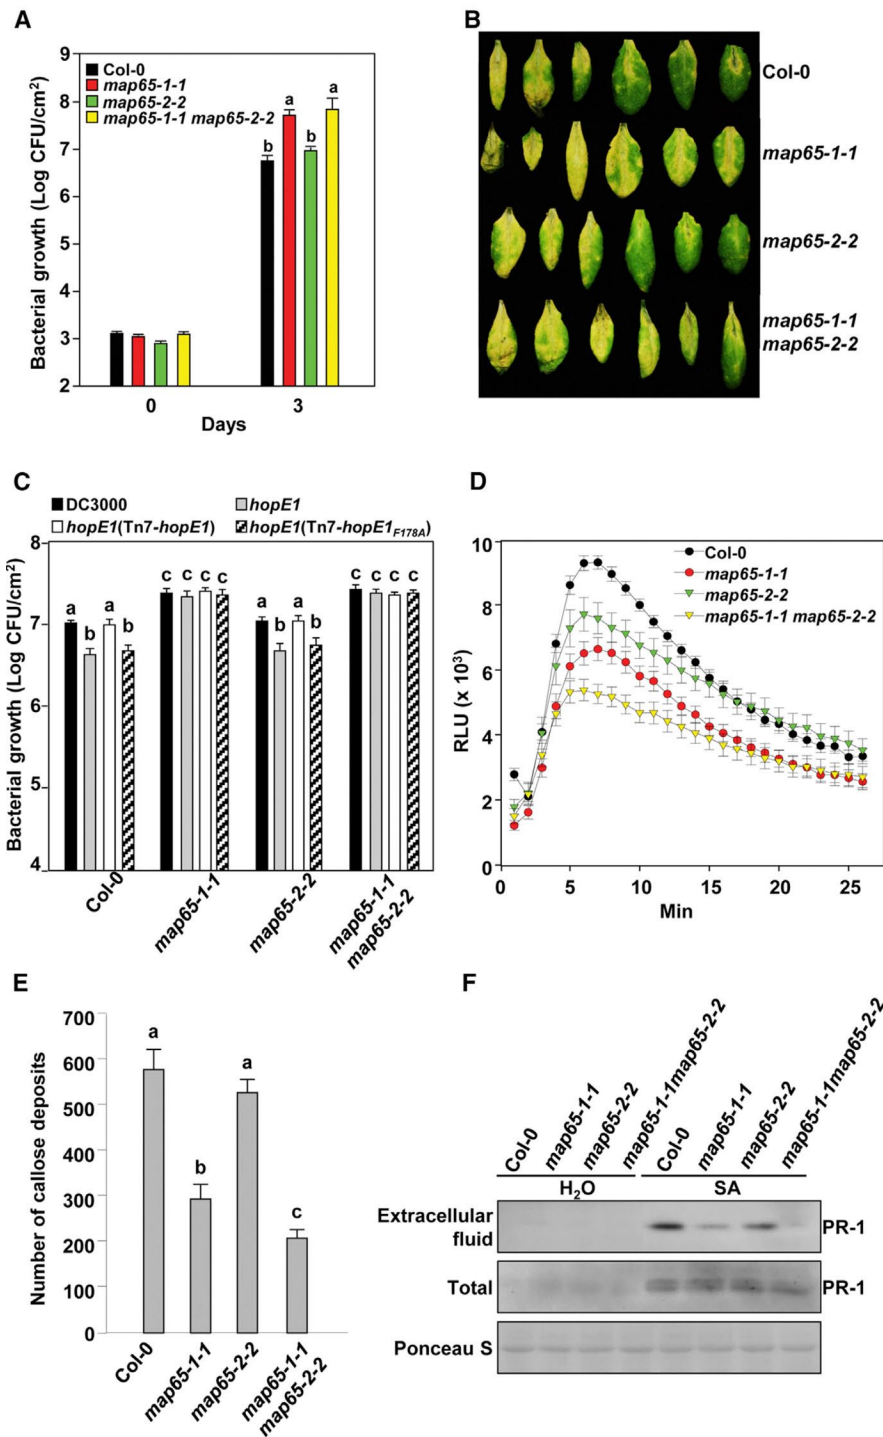 A
Bacterial growth (Log CFU/cm²)
9
8
7
6
5
4
3
2
Col-0
map65-1-1
map65-2-2
map65-1-1 map65-2-2
b
a
b
a
0
3
Days
B
Col-0
map65-1-1
map65-2-2
map65-1-1
map65-2-2
C
DC3000
hopE1
hopE1(Tn7-hopE1)
hopE1(Tn7-hopE1F178A)
Bacterial growth (Log CFU/cm²)
8
7
6
5
4
a b a b
c c c c
a b a b
c c c c
Col-0
map65-1-1
map65-2-2
map65-1-1
map65-2-2
D
RLU (x 10³)
10
8
6
4
2
0
Col-0
map65-1-1
map65-2-2
map65-1-1 map65-2-2
0 5 10 15 20 25
Min
E
Number of callose deposits
700
600
500
400
300
200
100
0
a
b
a
c
Col-0
map65-1-1
map65-2-2
map65-1-1
map65-2-2
F
Col-0
map65-1-1
map65-2-2
map65-1-1map65-2-2
Col-0
map65-1-1
map65-2-2
map65-1-1map65-2-2
H₂O
SA
Extracellular
fluid
PR-1
Total
PR-1
Ponceau S